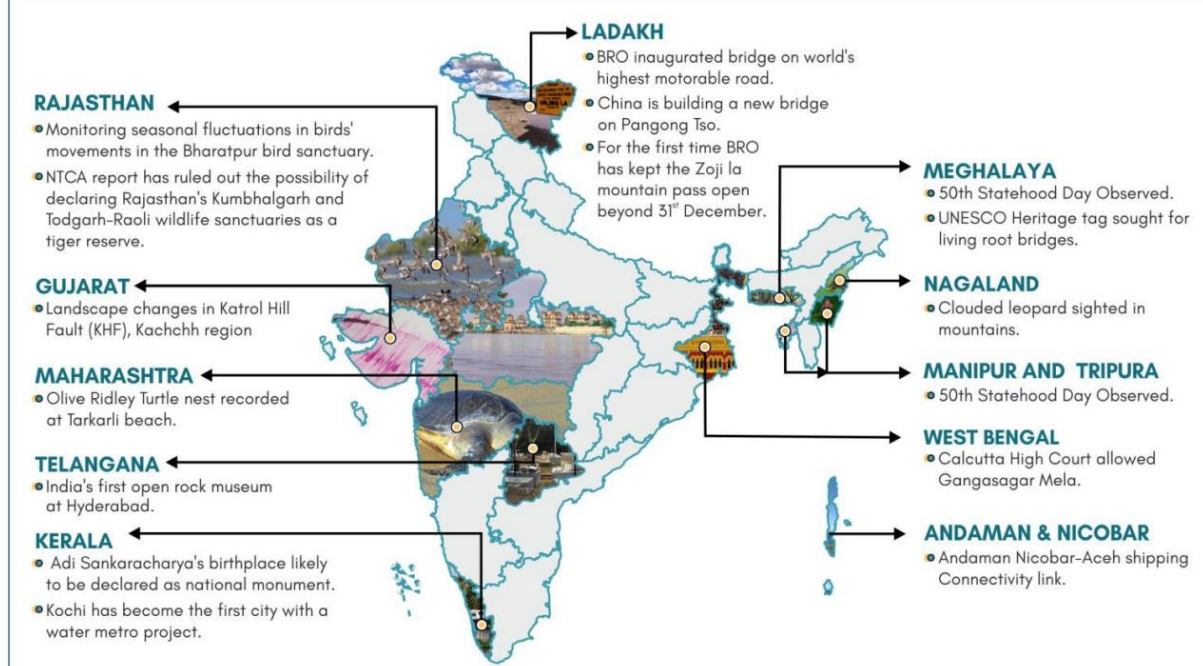 LADAKH
BRO inaugurated bridge on world's
highest motorable road.
China is building a new bridge
on Pangong Tso.
For the first time BRO
has kept the Zoji la
mountain pass open
beyond 31st December.
RAJASTHAN
Monitoring seasonal fluctuations in birds'
movements in the Bharatpur bird sanctuary.
NTCA report has ruled out the possibility of
declaring Rajasthan's Kumbhalgarh and
Todgarh-Raoli wildlife sanctuaries as a
tiger reserve.
GUJARAT
Landscape changes in Katrol Hill
Fault (KHF), Kachchh region
MAHARASHTRA
Olive Ridley Turtle nest recorded
at Tarkarli beach.
TELANGANA
India's first open rock museum
at Hyderabad.
KERALA
Adi Sankaracharya's birthplace likely
to be declared as national monument.
Kochi has become the first city with a
water metro project.
MEGHALAYA
50th Statehood Day Observed.
UNESCO Heritage tag sought for
living root bridges.
NAGALAND
Clouded leopard sighted in
mountains.
MANIPUR AND TRIPURA
50th Statehood Day Observed.
WEST BENGAL
Calcutta High Court allowed
Gangasagar Mela.
ANDAMAN & NICOBAR
Andaman Nicobar-Aceh shipping
Connectivity link.